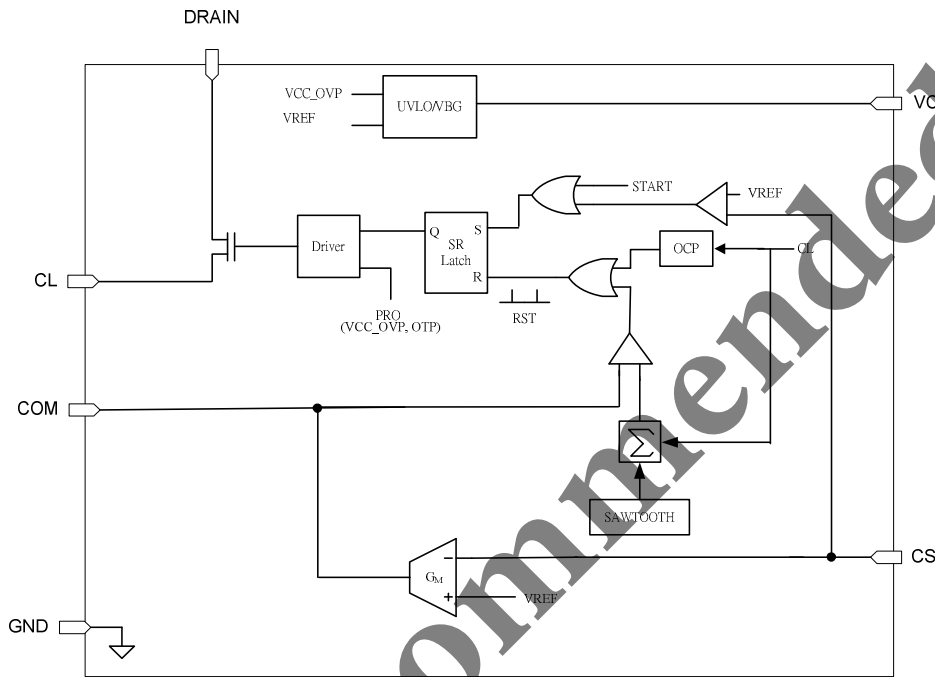 DRAIN
VCC_OVP
VREF
UVLO/VBG
VC
START
VREF
Driver
Q
S
SR
Latch
R
OCP
CL
CL
PRO
(VCC_OVP, OTP)
RST
COM
Σ
SAWTOOTH
GM
−
+
VREF
CS
GND
ommended